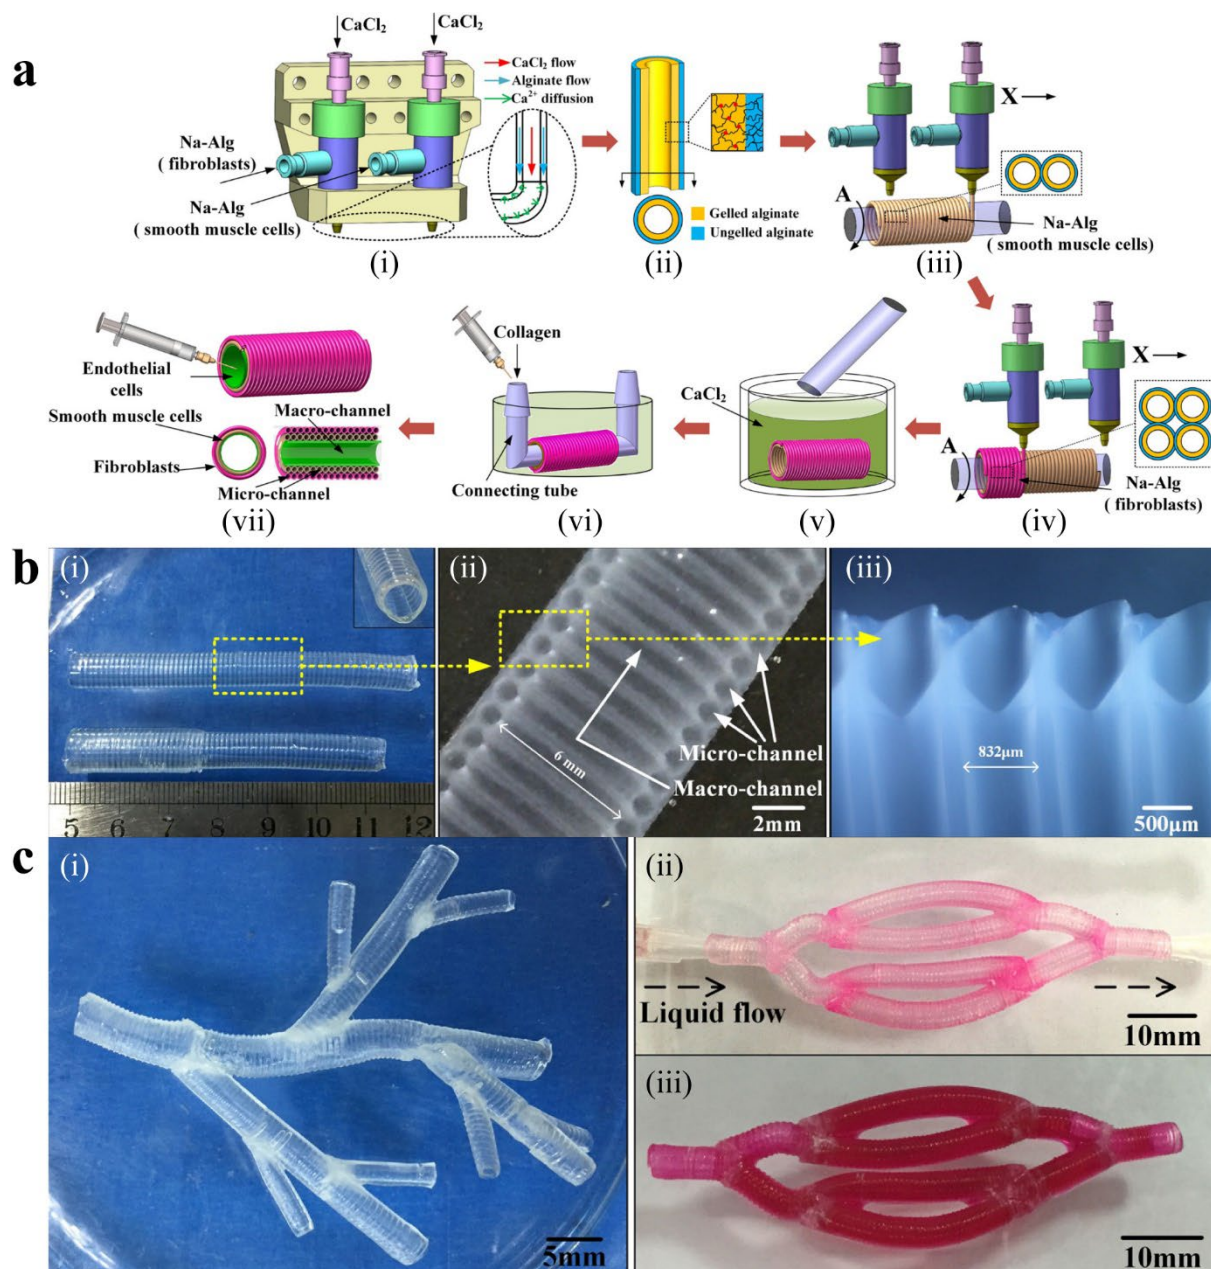 a
CaCl2
CaCl2
CaCl2 flow
Alginate flow
Ca2+ diffusion
Na-Alg
( fibroblasts)
Na-Alg
( smooth muscle cells)
(i)
Gelled alginate
Ungelled alginate
(ii)
X
A
Na-Alg
( smooth muscle cells)
(iii)
Endothelial
cells
Smooth muscle cells
Macro-channel
Fibroblasts
Micro-channel
(vii)
Collagen
Connecting tube
(vi)
CaCl2
(v)
X
A
Na-Alg
( fibroblasts)
(iv)
b
(i)
5 6 7 8 9 10 11 12
(ii)
6 mm
Micro-channel
Macro-channel
2mm
(iii)
832μm
500μm
c
(i)
5mm
(ii)
Liquid flow
10mm
(iii)
10mm